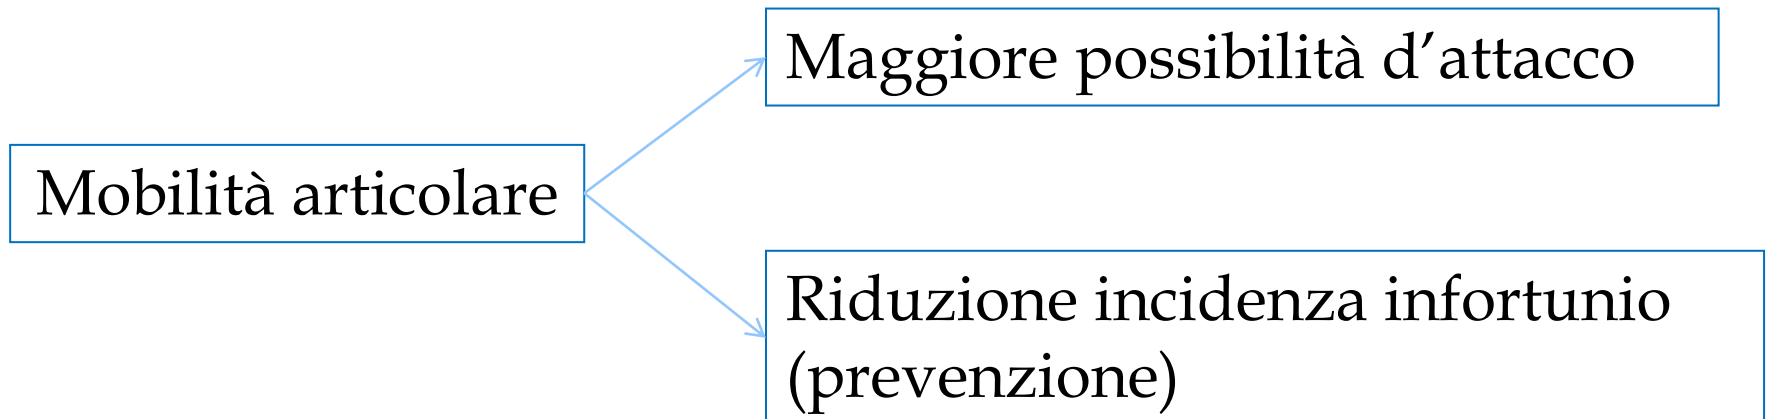 Maggiore possibilità d’attacco
Mobilità articolare
Riduzione incidenza infortunio
(prevenzione)